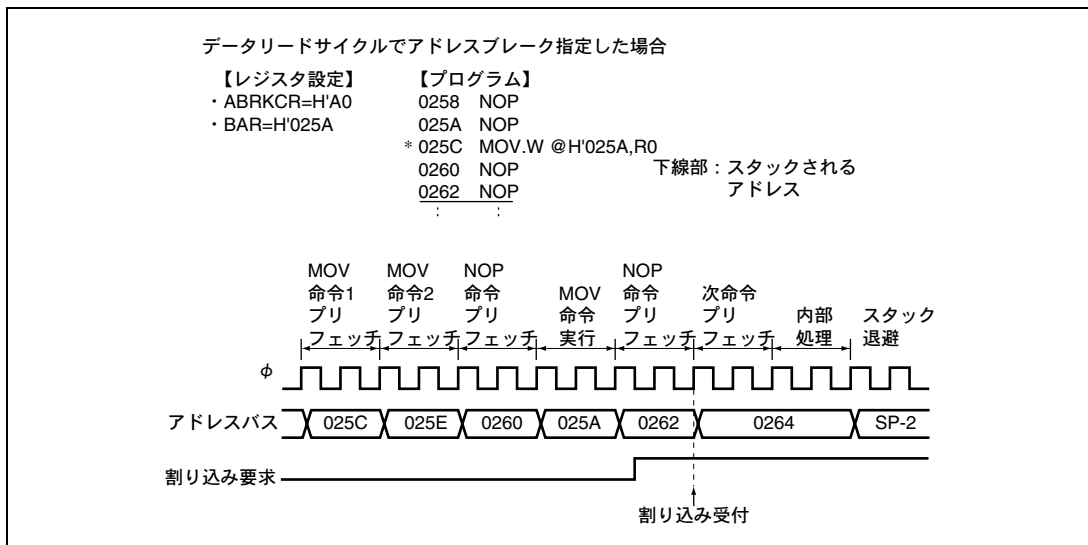 データリードサイクルでアドレスブレーク指定した場合
【レジスタ設定】
・ABRKCR=H'A0
・BAR=H'025A
【プログラム】
0258 NOP
025A NOP
* 025C MOV.W @H'025A,R0
0260 NOP
0262 NOP
: :
下線部：スタックされる
アドレス
MOV
命令1
プリ
フェッチ
MOV
命令2
プリ
フェッチ
NOP
命令
プリ
フェッチ
MOV
命令
実行
NOP
命令
プリ
フェッチ
次命令
プリ
フェッチ
内部
処理
スタック
退避
φ
アドレスバス 025C 025E 0260 025A 0262 0264 SP-2
割り込み要求
割り込み受付